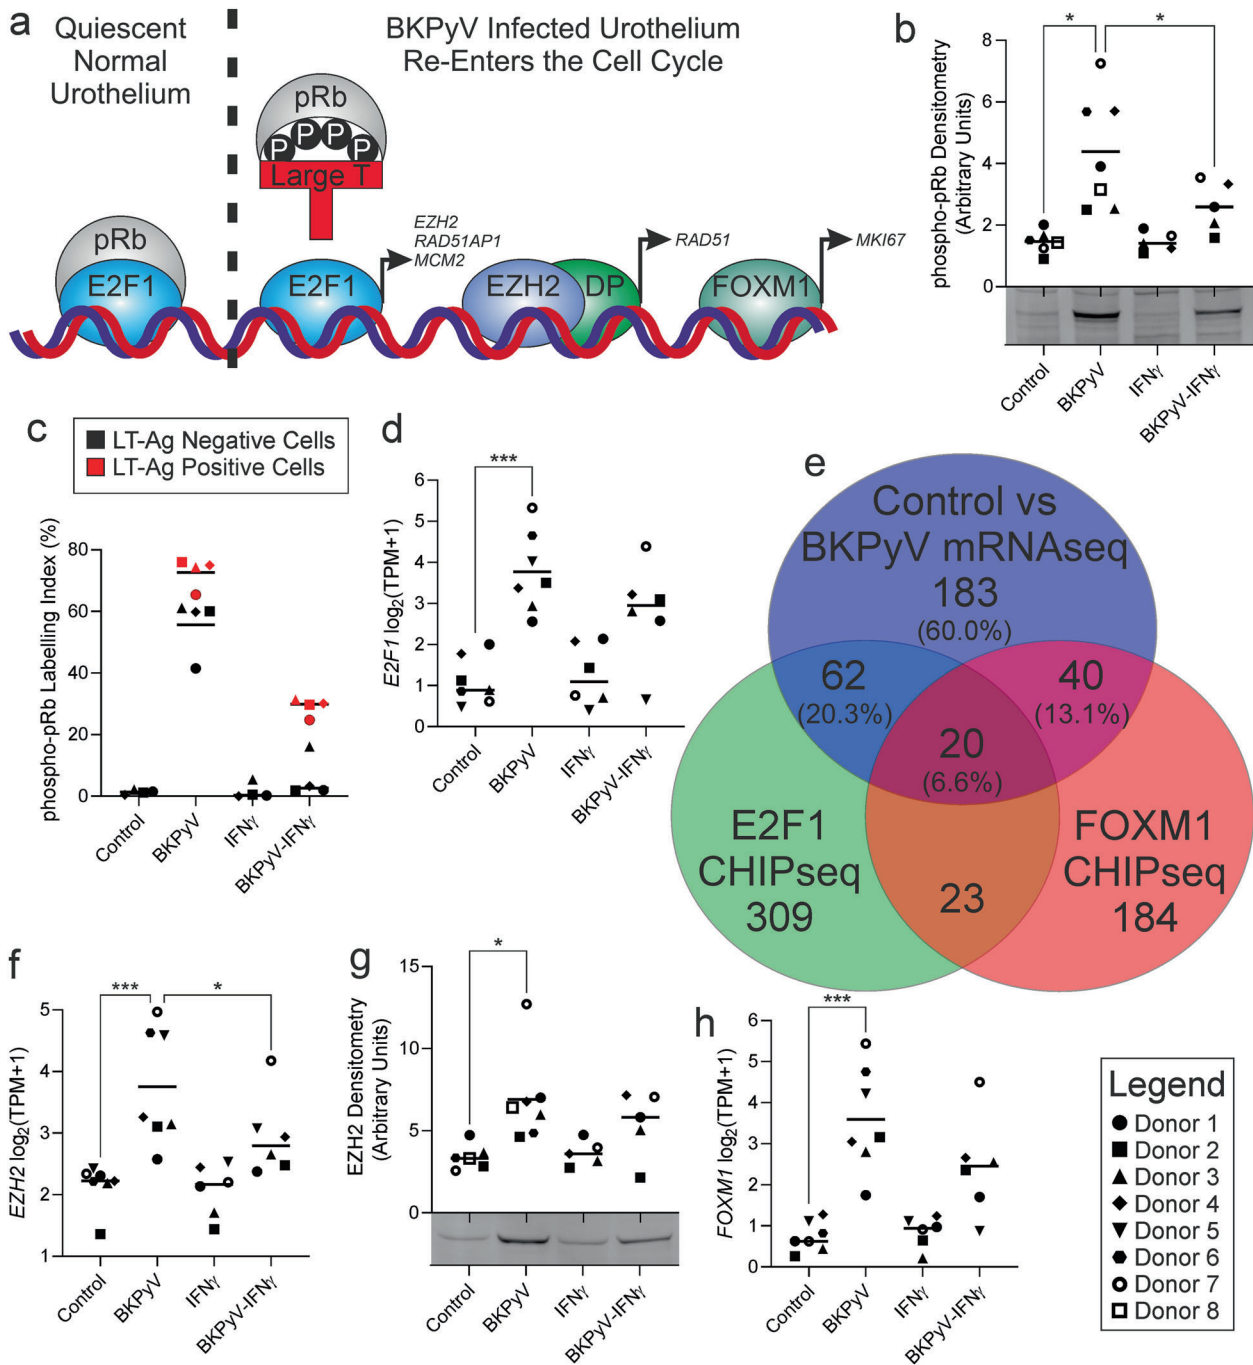 a
Quiescent
Normal
Urothelium
BKPyV Infected Urothelium
Re-Enters the Cell Cycle
pRb
P P P P
Large T
pRb
E2F1
E2F1
EZH2
RAD51AP1
MCM2
EZH2
DP
RAD51
FOXM1
MKI67
b
phospho-pRb Densitometry
(Arbitrary Units)
8
6
4
2
0
*
*
Control
BKPyV
IFNγ
BKPyV-IFNγ
c
LT-Ag Negative Cells
LT-Ag Positive Cells
phospho-pRb Labelling Index (%)
80
60
40
20
0
Control
BKPyV
IFNγ
BKPyV-IFNγ
d
E2F1 log₂(TPM+1)
6
5
4
3
2
1
0
***
Control
BKPyV
IFNγ
BKPyV-IFNγ
e
Control vs
BKPyV mRNAseq
183
(60.0%)
62
(20.3%)
40
(13.1%)
20
(6.6%)
E2F1
CHIPseq
309
FOXM1
CHIPseq
184
23
f
EZH2 log₂(TPM+1)
5
4
3
2
1
***
*
Control
BKPyV
IFNγ
BKPyV-IFNγ
g
EZH2 Densitometry
(Arbitrary Units)
15
10
5
0
*
Control
BKPyV
IFNγ
BKPyV-IFNγ
h
FOXM1 log₂(TPM+1)
6
5
4
3
2
1
0
***
Control
BKPyV
IFNγ
BKPyV-IFNγ
Legend
Donor 1
Donor 2
Donor 3
Donor 4
Donor 5
Donor 6
Donor 7
Donor 8